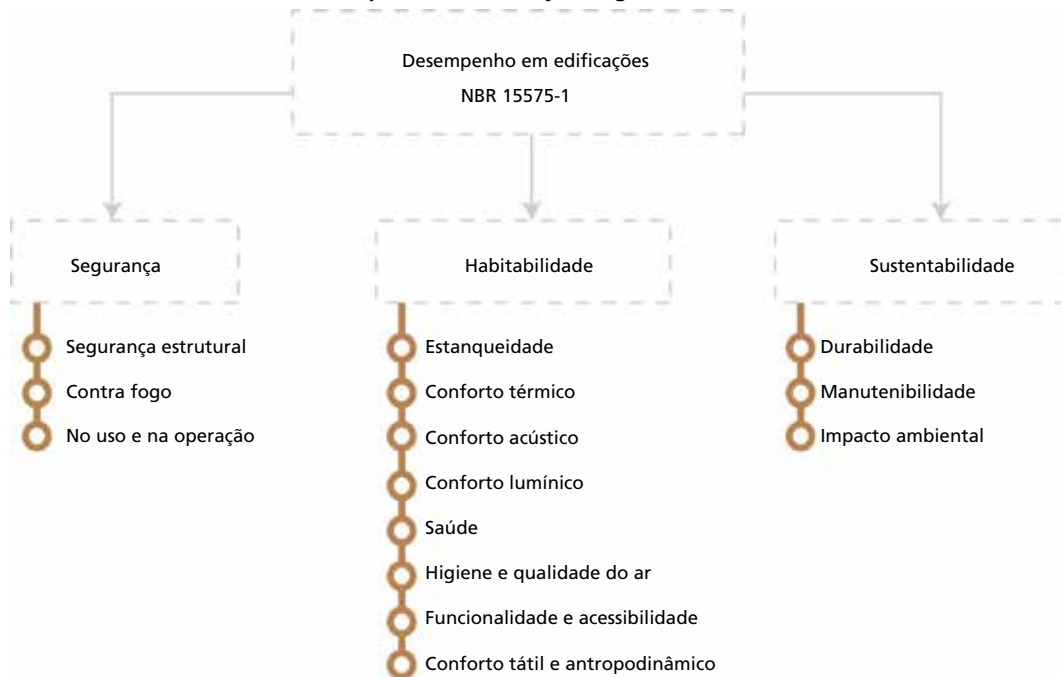 Desempenho em edificações
NBR 15575-1
Segurança
Segurança estrutural
Contra fogo
No uso e na operação
Habitabilidade
Estanqueidade
Conforto térmico
Conforto acústico
Conforto lumínico
Saúde
Higiene e qualidade do ar
Funcionalidade e acessibilidade
Conforto tátil e antropodinâmico
Sustentabilidade
Durabilidade
Manutenibilidade
Impacto ambiental